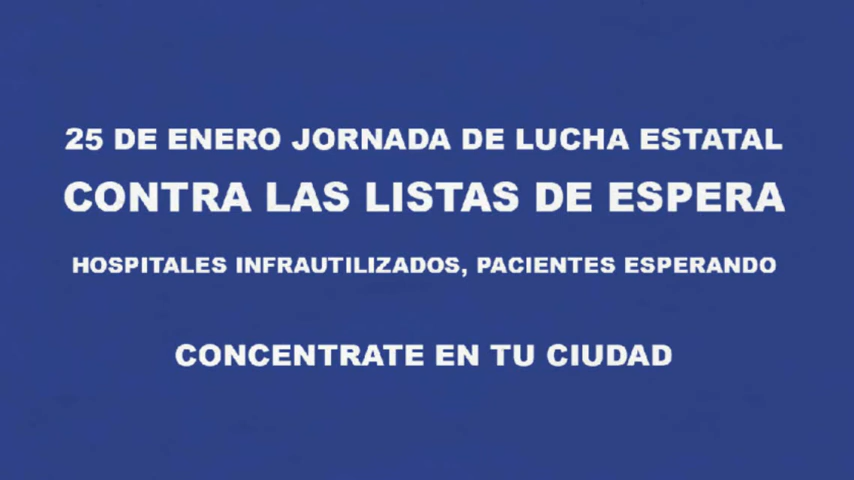 25 DE ENERO JORNADA DE LUCHA ESTATAL
CONTRA LAS LISTAS DE ESPERA
HOSPITALES INFRAUTILIZADOS, PACIENTES ESPERANDO
CONCENTRATE EN TU CIUDAD